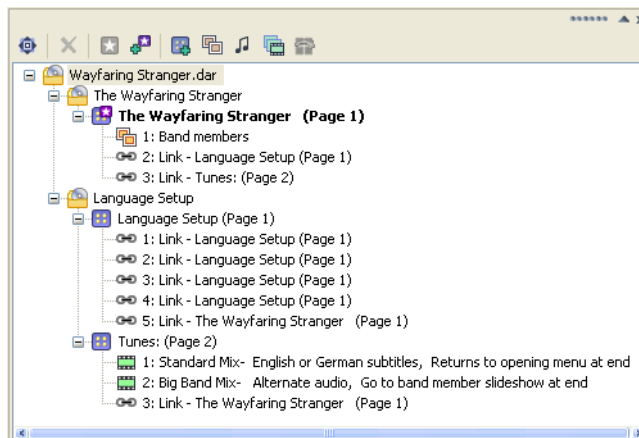 Wayfaring Stranger.dar
The Wayfaring Stranger
The Wayfaring Stranger (Page 1)
1: Band members
2: Link - Language Setup (Page 1)
3: Link - Tunes: (Page 2)
Language Setup
Language Setup (Page 1)
1: Link - Language Setup (Page 1)
2: Link - Language Setup (Page 1)
3: Link - Language Setup (Page 1)
4: Link - Language Setup (Page 1)
5: Link - The Wayfaring Stranger (Page 1)
Tunes: (Page 2)
1: Standard Mix- English or German subtitles, Returns to opening menu at end
2: Big Band Mix- Alternate audio, Go to band member slideshow at end
3: Link - The Wayfaring Stranger (Page 1)